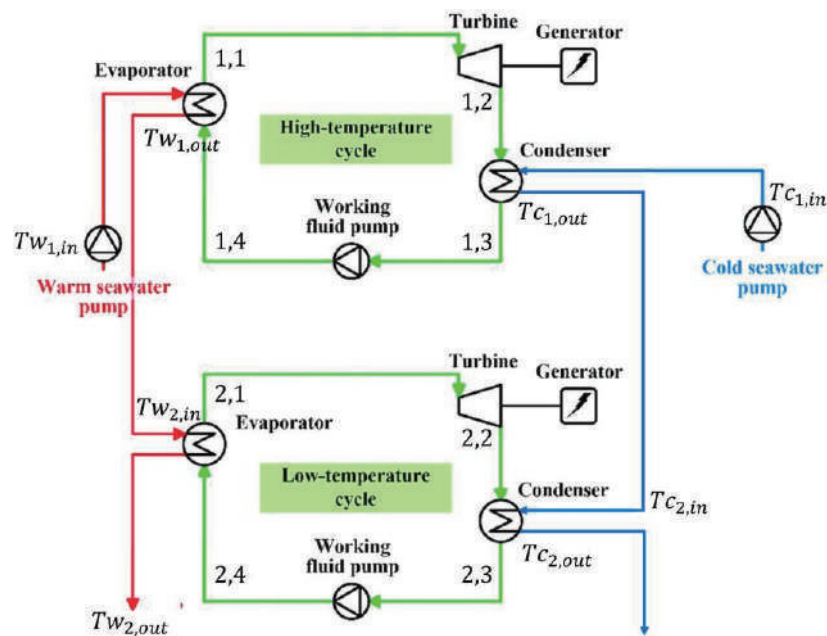 Turbine
Generator
1,1
Evaporator
1,2
Tw1,out
High-temperature
cycle
Condenser
Tc1,out
Tc1,in
Working
fluid pump
Tw1,in
1,4
1,3
Warm seawater
pump
Cold seawater
pump
Turbine
Generator
2,1
Tw2,in
Evaporator
2,2
Low-temperature
cycle
Condenser
Tc2,in
Working
fluid pump
Tc2,out
2,4
2,3
Tw2,out